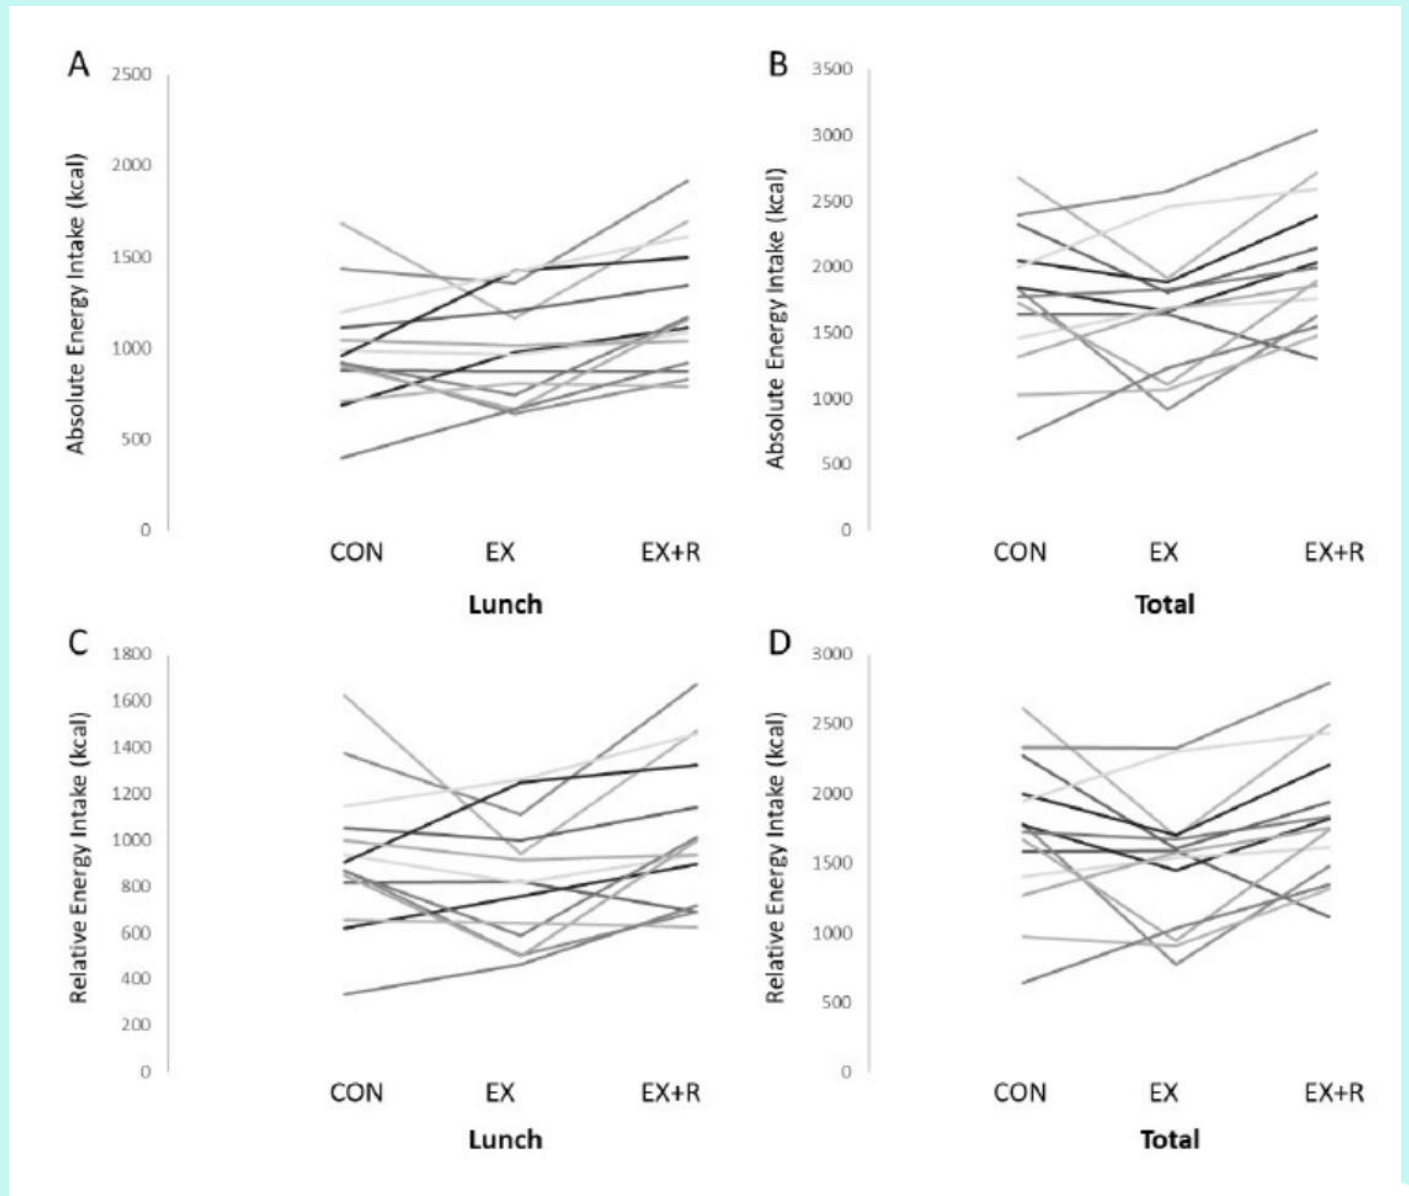 A
Absolute Energy Intake (kcal)
2500
2000
1500
1000
500
0
CON EX EX+R
Lunch
B
Absolute Energy Intake (kcal)
3500
3000
2500
2000
1500
1000
500
0
CON EX EX+R
Total
C
Relative Energy Intake (kcal)
1800
1600
1400
1200
1000
800
600
400
200
0
CON EX EX+R
Lunch
D
Relative Energy Intake (kcal)
3000
2500
2000
1500
1000
500
0
CON EX EX+R
Total